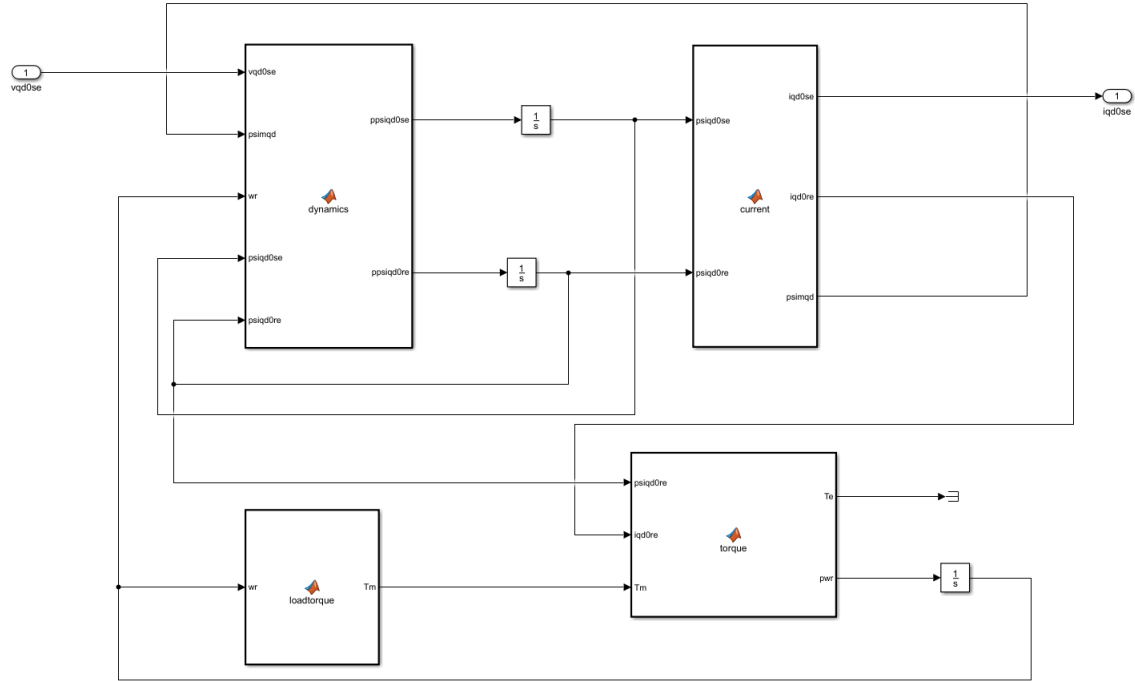 1
vqd0se
vqd0se
psimqd
wr
psiqd0se
psiqd0re
dynamics
ppsiqd0se
ppsiqd0re
1
s
1
s
psiqd0se
psiqd0re
current
iqd0se
iqd0re
psimqd
1
iqd0se
wr
loadtorque
Tm
psiqd0re
iqd0re
Tm
torque
Te
pwr
1
s